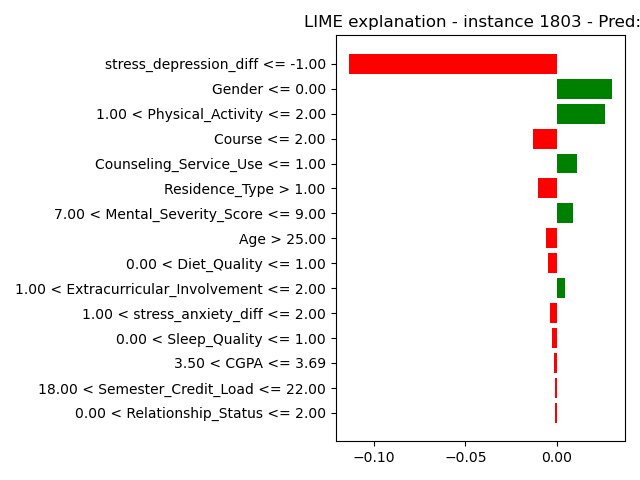 LIME explanation - instance 1803 - Pred:
stress_depression_diff <= -1.00
Gender <= 0.00
1.00 < Physical_Activity <= 2.00
Course <= 2.00
Counseling_Service_Use <= 1.00
Residence_Type > 1.00
7.00 < Mental_Severity_Score <= 9.00
Age > 25.00
0.00 < Diet_Quality <= 1.00
1.00 < Extracurricular_Involvement <= 2.00
1.00 < stress_anxiety_diff <= 2.00
0.00 < Sleep_Quality <= 1.00
3.50 < CGPA <= 3.69
18.00 < Semester_Credit_Load <= 22.00
0.00 < Relationship_Status <= 2.00
−0.10 −0.05 0.00